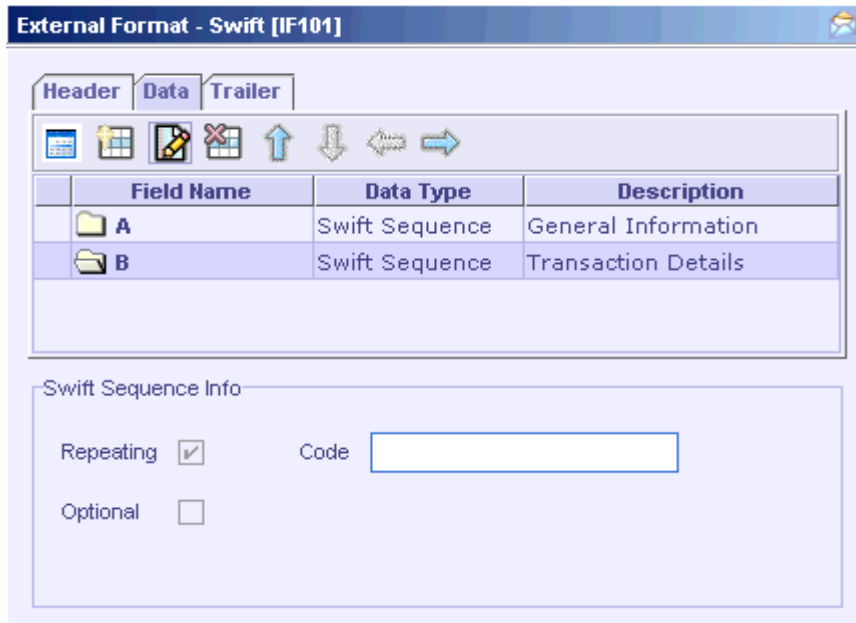 External Format - Swift [IF101]
Header Data Trailer
Field Name Data Type Description
A Swift Sequence General Information
B Swift Sequence Transaction Details
Swift Sequence Info
Repeating Code
Optional